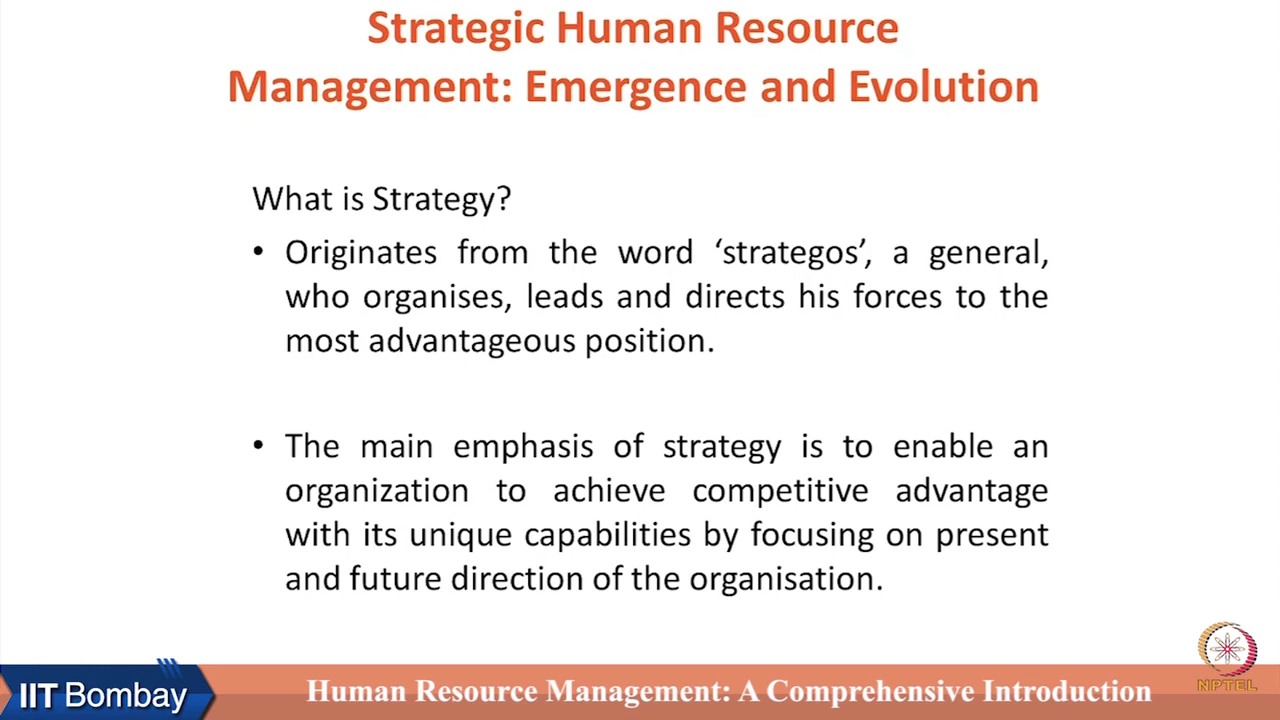 Strategic Human Resource
Management: Emergence and Evolution
What is Strategy?
• Originates from the word ‘strategos’, a general,
who organises, leads and directs his forces to the
most advantageous position.
• The main emphasis of strategy is to enable an
organization to achieve competitive advantage
with its unique capabilities by focusing on present
and future direction of the organisation.
NPTEL
IIT Bombay
Human Resource Management: A Comprehensive Introduction